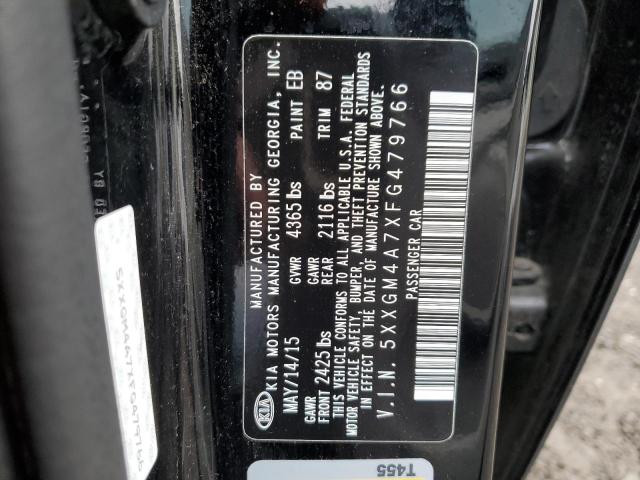 KIA
MANUFACTURED BY
KIA MOTORS MANUFACTURING GEORGIA, INC.
MAY/14/15 GVWR 4365 lbs PAINT EB
GAWR FRONT 2425 lbs GAWR REAR 2116 lbs TRIM 87
THIS VEHICLE CONFORMS TO ALL APPLICABLE U.S.A. FEDERAL
MOTOR VEHICLE SAFETY, BUMPER, AND THEFT PREVENTION STANDARDS
IN EFFECT ON THE DATE OF MANUFACTURE SHOWN ABOVE.
V.I.N. 5XXGM4A7XFG479766
PASSENGER CAR
T455
5XXGM4A7XFG479766